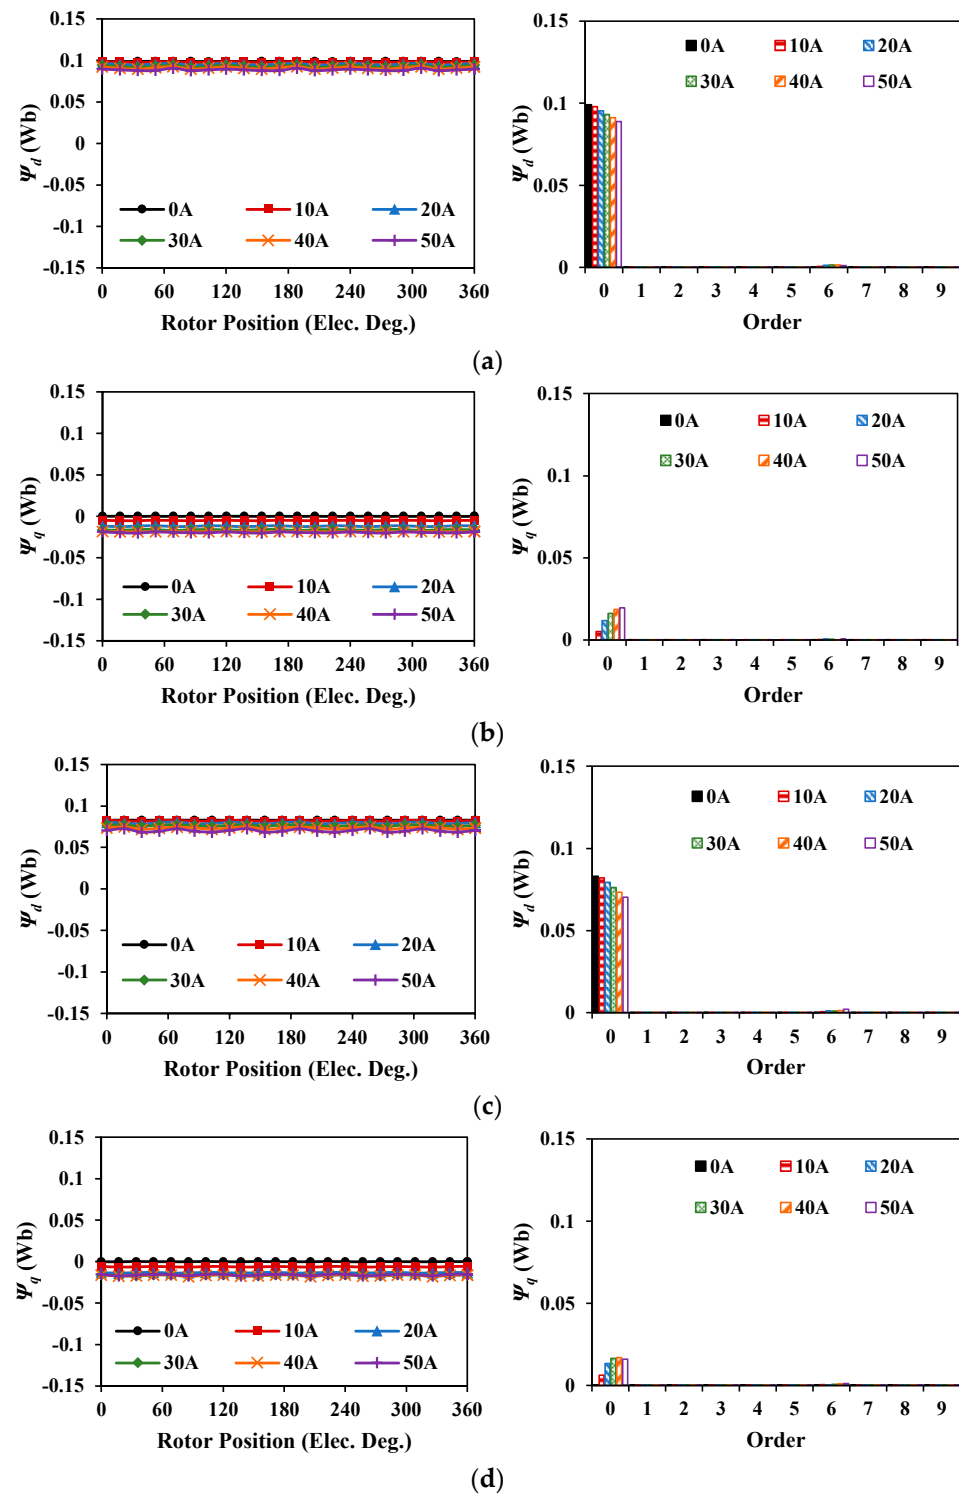 0.15
0.1
0.05
0
-0.05
-0.1
-0.15
Ψd (Wb)
0A 10A 20A
30A 40A 50A
0 60 120 180 240 300 360
Rotor Position (Elec. Deg.)
0.15
0.1
0.05
0
Ψd (Wb)
0A 10A 20A
30A 40A 50A
0 1 2 3 4 5 6 7 8 9
Order
(a)
0.15
0.1
0.05
0
-0.05
-0.1
-0.15
Ψq (Wb)
0A 10A 20A
30A 40A 50A
0 60 120 180 240 300 360
Rotor Position (Elec. Deg.)
0.15
0.1
0.05
0
Ψq (Wb)
0A 10A 20A
30A 40A 50A
0 1 2 3 4 5 6 7 8 9
Order
(b)
0.15
0.1
0.05
0
-0.05
-0.1
-0.15
Ψd (Wb)
0A 10A 20A
30A 40A 50A
0 60 120 180 240 300 360
Rotor Position (Elec. Deg.)
0.15
0.1
0.05
0
Ψd (Wb)
0A 10A 20A
30A 40A 50A
0 1 2 3 4 5 6 7 8 9
Order
(c)
0.15
0.1
0.05
0
-0.05
-0.1
-0.15
Ψq (Wb)
0A 10A 20A
30A 40A 50A
0 60 120 180 240 300 360
Rotor Position (Elec. Deg.)
0.15
0.1
0.05
0
Ψq (Wb)
0A 10A 20A
30A 40A 50A
0 1 2 3 4 5 6 7 8 9
Order
(d)